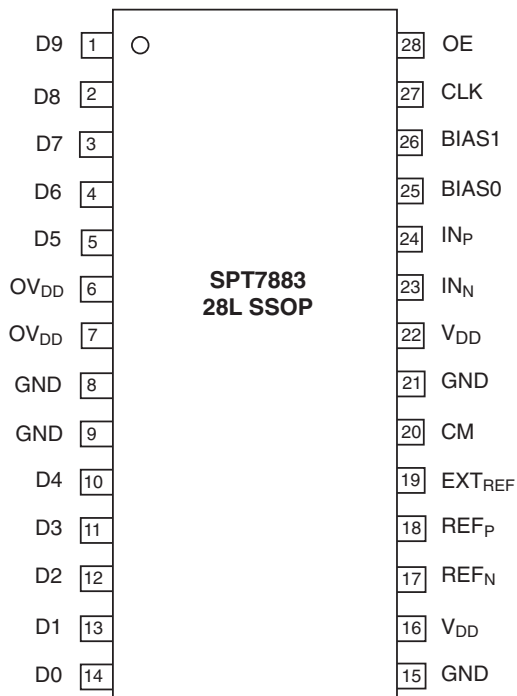 D9 1 28 OE
D8 2 27 CLK
D7 3 26 BIAS1
D6 4 25 BIAS0
D5 5 24 INP
OVDD 6 23 INN
SPT7883
28L SSOP
OVDD 7 22 VDD
GND 8 21 GND
GND 9 20 CM
D4 10 19 EXTREF
D3 11 18 REFP
D2 12 17 REFN
D1 13 16 VDD
D0 14 15 GND